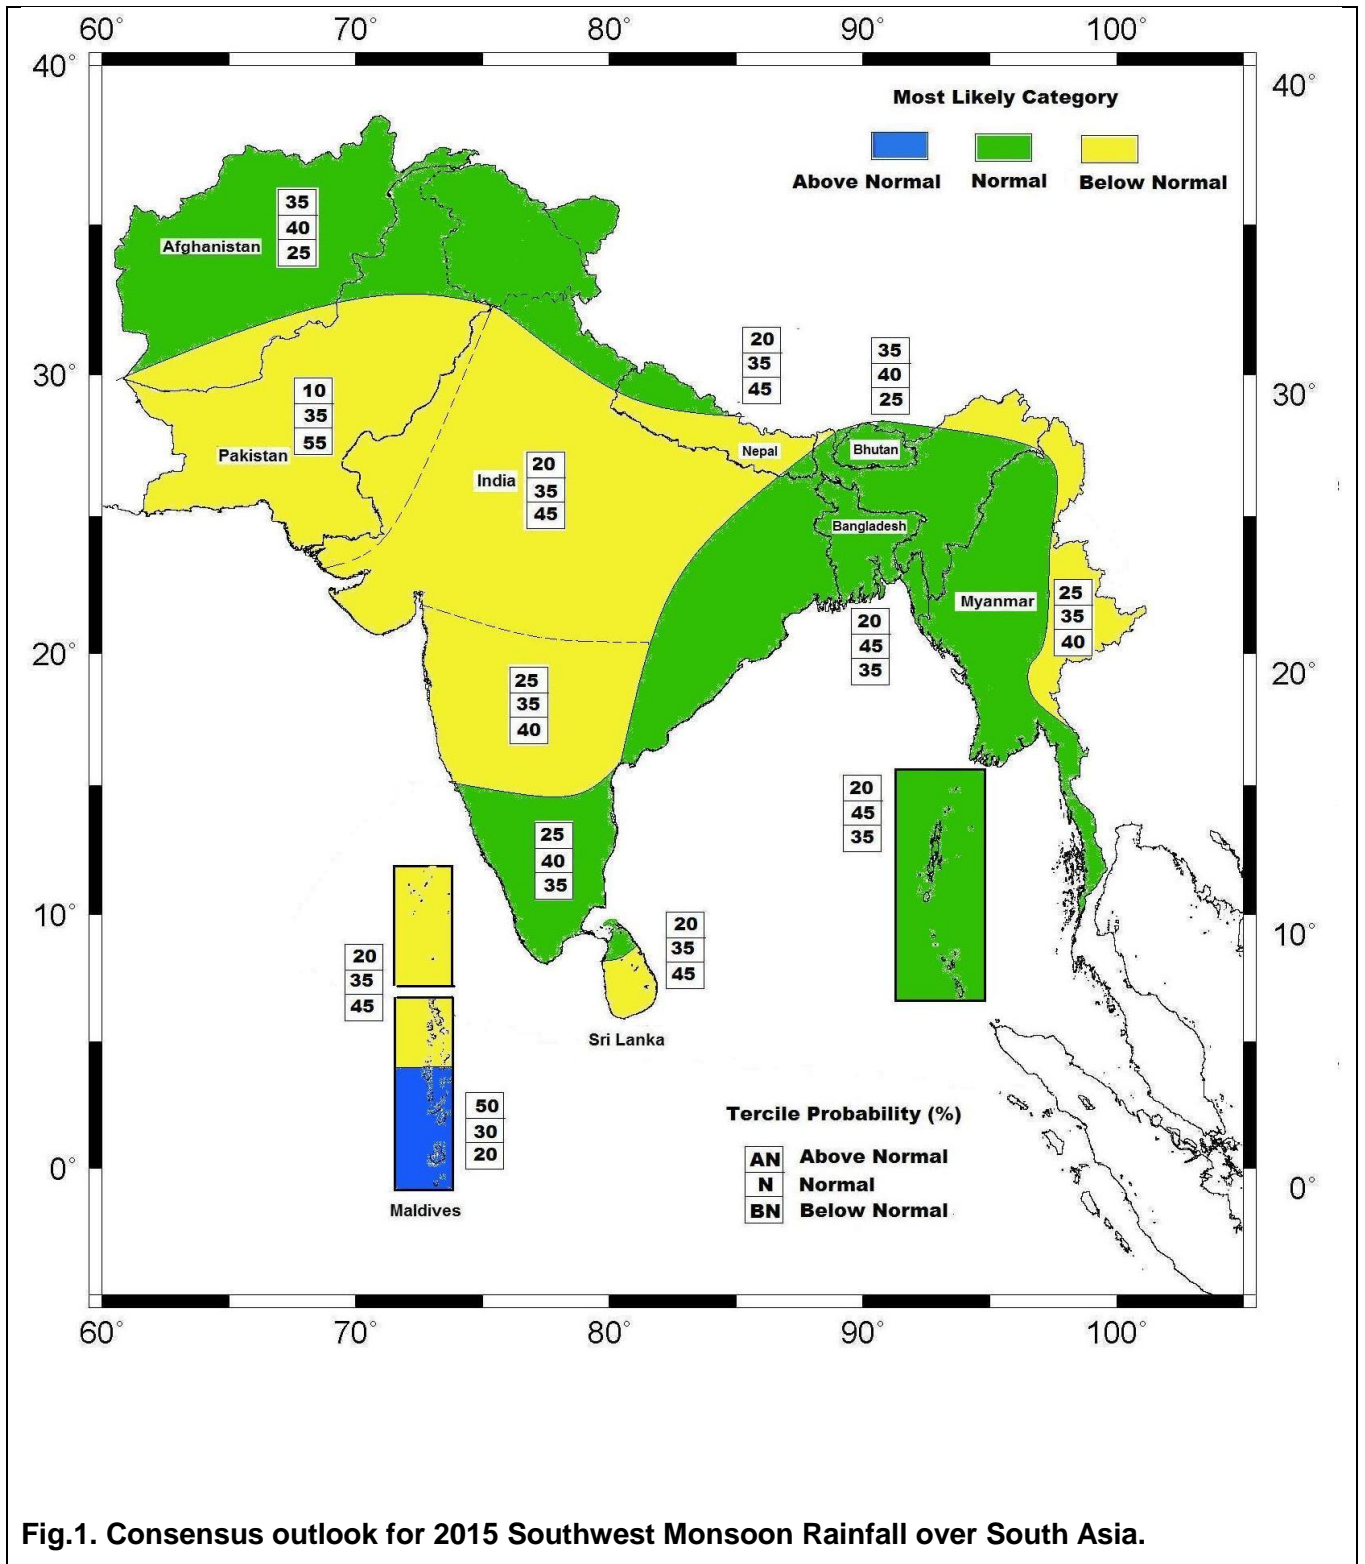 60° 70° 80° 90° 100°
40° 40°
Most Likely Category
Above Normal Normal Below Normal
35
40
25
Afghanistan
20
35
45
35
40
25
30° 30°
10
35
55
Pakistan
Nepal
Bhutan
India
20
35
45
Bangladesh
Myanmar
25
35
40
20
45
35
20° 20°
25
35
40
20
45
35
25
40
35
10° 10°
20
35
45
20
35
45
Sri Lanka
50
30
20
Tercile Probability (%)
AN Above Normal
N Normal
BN Below Normal
0° 0°
Maldives
60° 70° 80° 90° 100°
Fig.1. Consensus outlook for 2015 Southwest Monsoon Rainfall over South Asia.